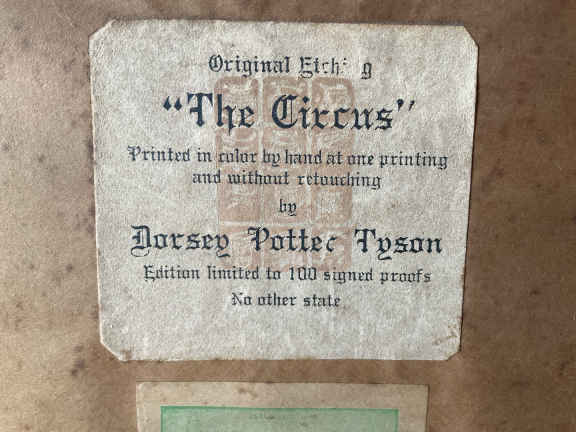 Original Etching
"The Circus"
Printed in color by hand at one printing
and without retouching
by
Dorsey Potter Tyson
Edition limited to 100 signed proofs
No other state